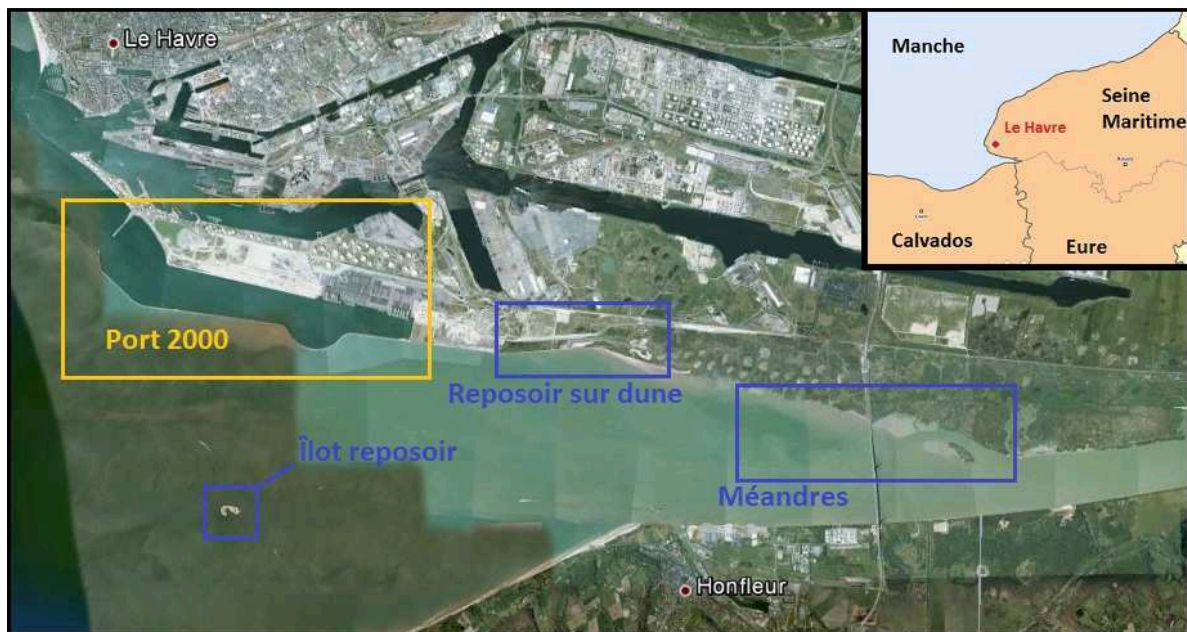 Le Havre
Port 2000
Reposoir sur dune
Îlot reposoir
Méandres
Honfleur
Manche
Seine
Maritime
Le Havre
Calvados
Eure